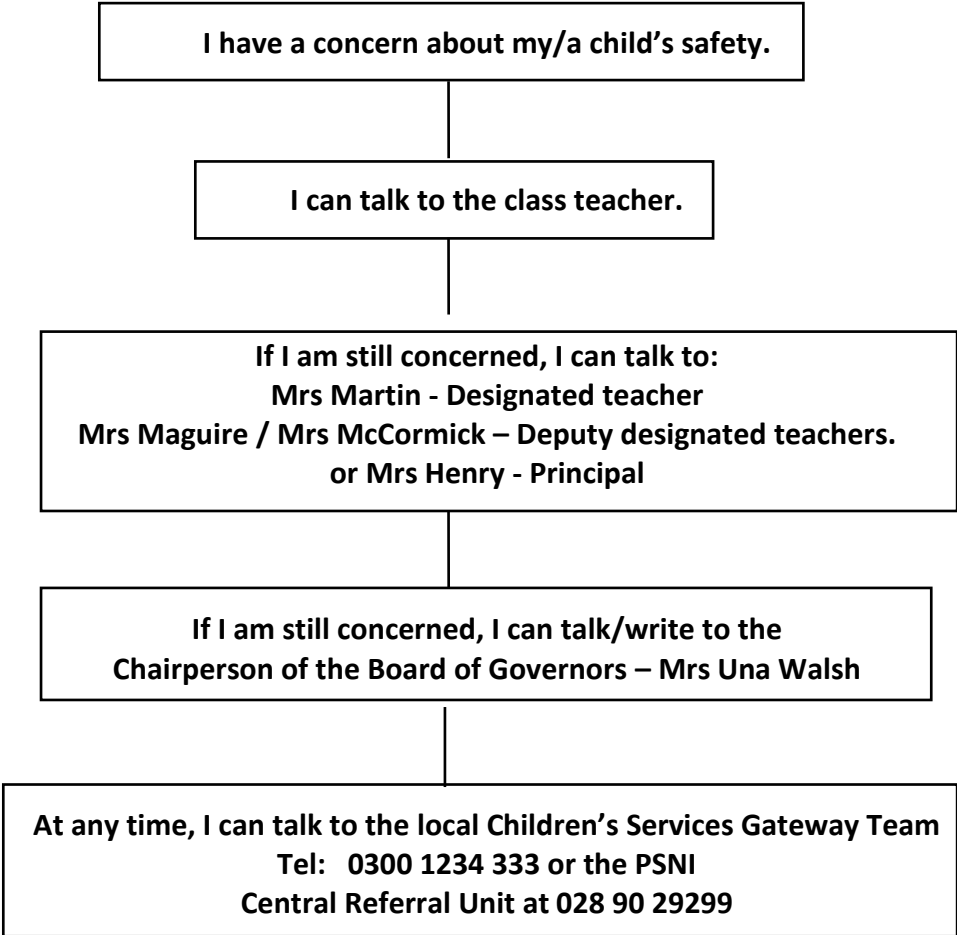 I have a concern about my/a child’s safety.
I can talk to the class teacher.
If I am still concerned, I can talk to:
Mrs Martin - Designated teacher
Mrs Maguire / Mrs McCormick – Deputy designated teachers.
or Mrs Henry - Principal
If I am still concerned, I can talk/write to the
Chairperson of the Board of Governors – Mrs Una Walsh
At any time, I can talk to the local Children’s Services Gateway Team
Tel: 0300 1234 333 or the PSNI
Central Referral Unit at 028 90 29299